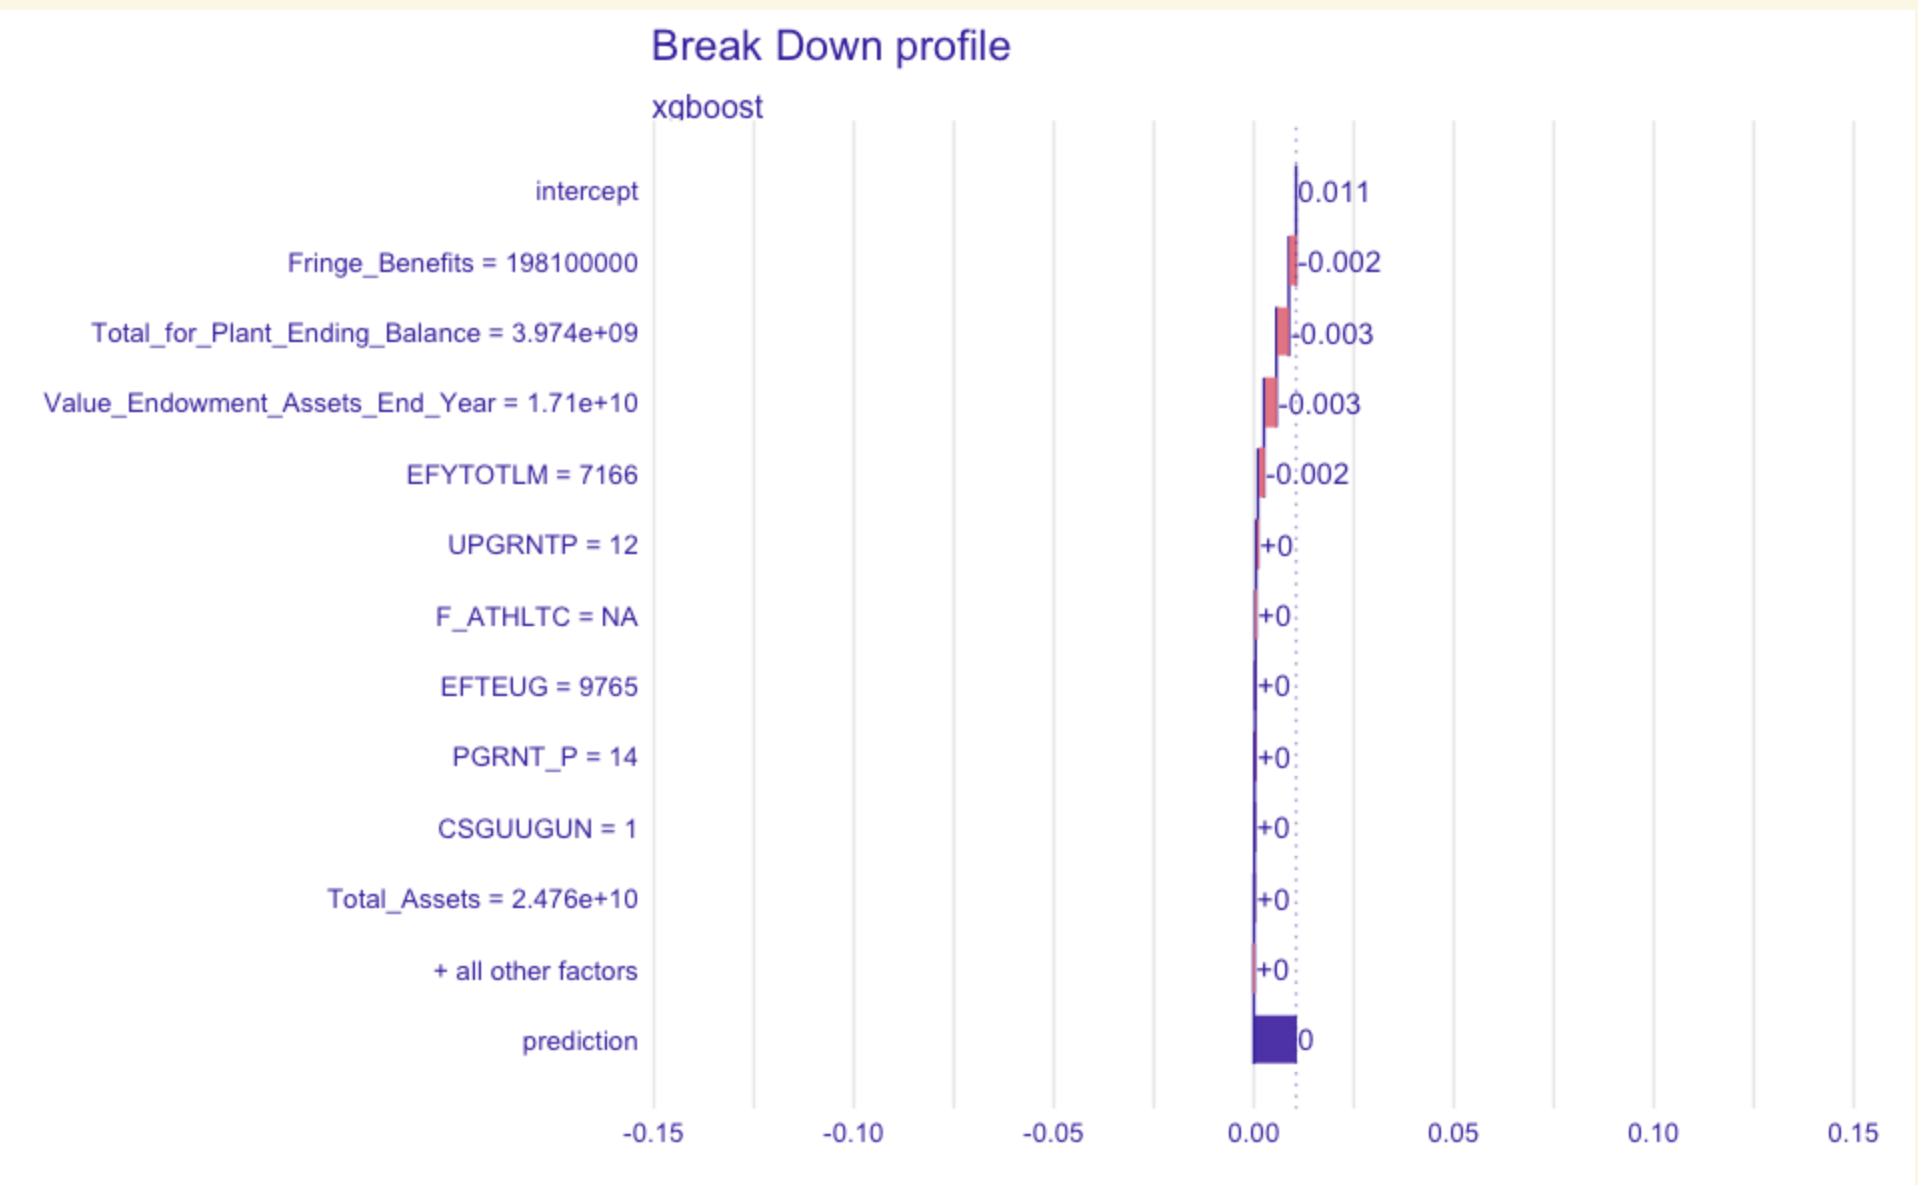 Break Down profile
xgboost
intercept
0.011
Fringe_Benefits = 198100000
-0.002
Total_for_Plant_Ending_Balance = 3.974e+09
-0.003
Value_Endowment_Assets_End_Year = 1.71e+10
-0.003
EFYTOTLM = 7166
-0.002
UPGRNTP = 12
+0
F_ATHLTC = NA
+0
EFTEUG = 9765
+0
PGRNT_P = 14
+0
CSGUUGUN = 1
+0
Total_Assets = 2.476e+10
+0
+ all other factors
+0
prediction
0
-0.15 -0.10 -0.05 0.00 0.05 0.10 0.15